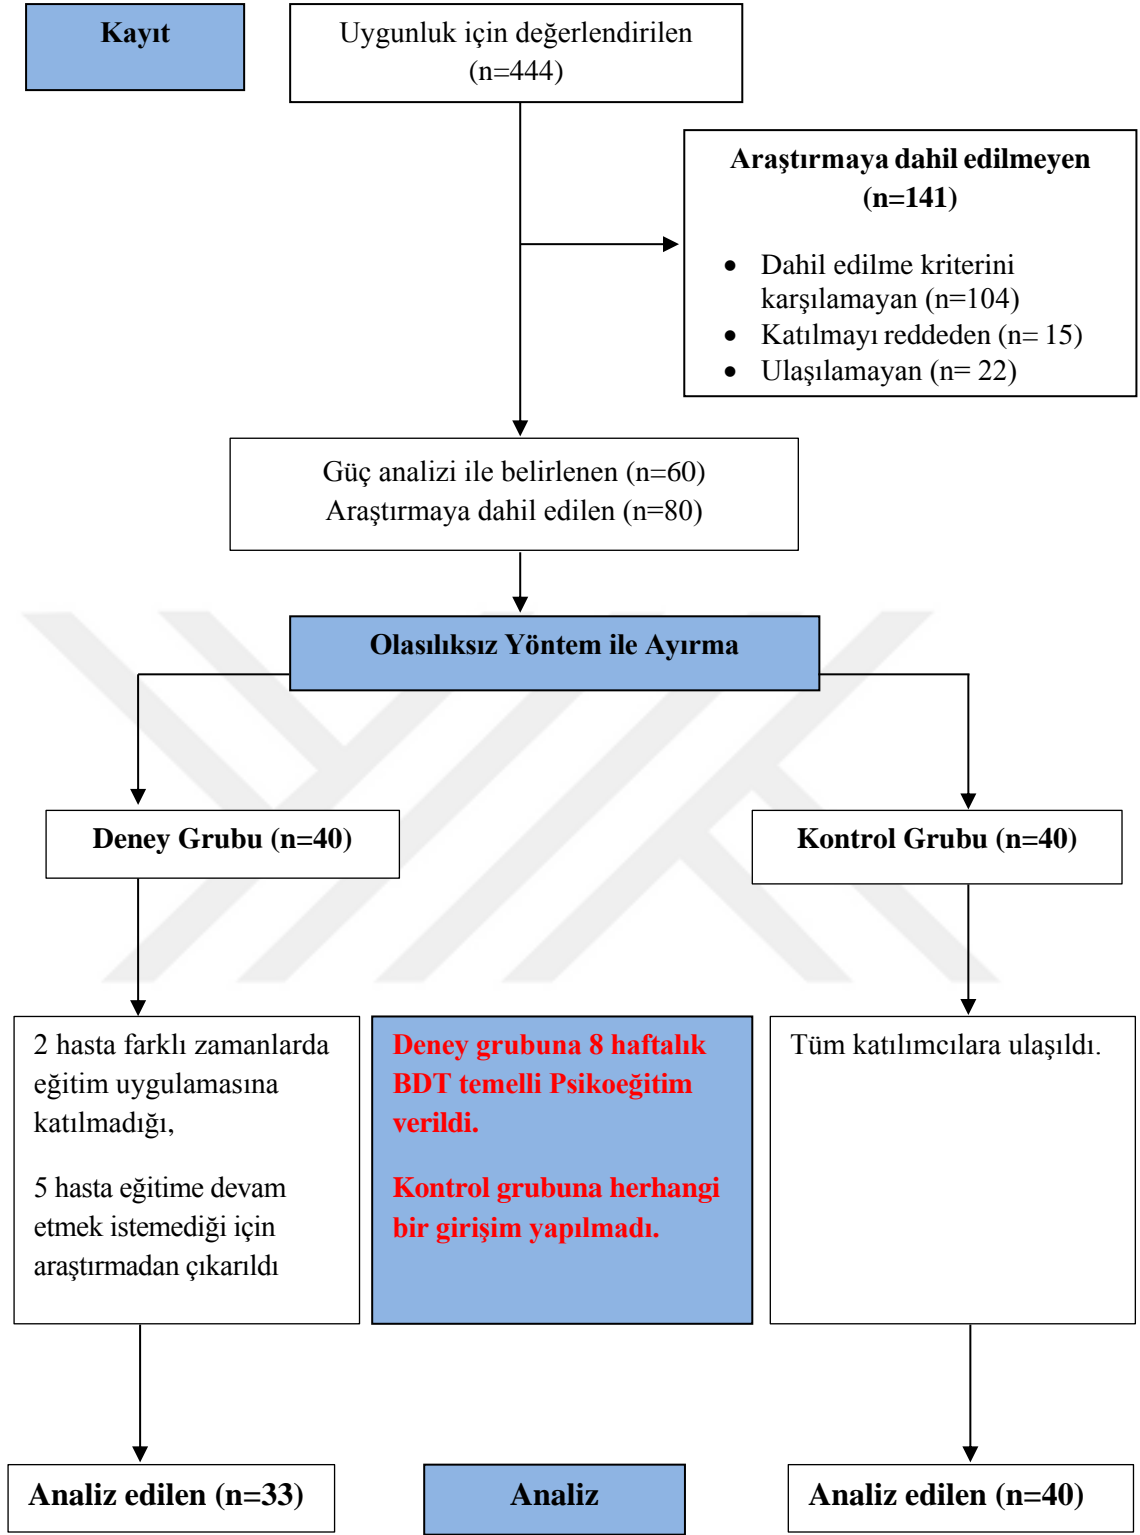 Kayıt
Uygunluk için değerlendirilen
(n=444)
Araştırmaya dahil edilmeyen
(n=141)
• Dahil edilme kriterini
karşılamayan (n=104)
• Katılmayı reddeden (n= 15)
• Ulaşılamayan (n= 22)
Güç analizi ile belirlenen (n=60)
Araştırmaya dahil edilen (n=80)
Olasılıksız Yöntem ile Ayırma
Deney Grubu (n=40)
Kontrol Grubu (n=40)
2 hasta farklı zamanlarda
eğitim uygulamasına
katılmadığı,
5 hasta eğitime devam
etmek istemediği için
araştırmadan çıkarıldı
Deney grubuna 8 haftalık
BDT temelli Psikoeğitim
verildi.
Kontrol grubuna herhangi
bir girişim yapılmadı.
Tüm katılımcılara ulaşıldı.
Analiz edilen (n=33)
Analiz
Analiz edilen (n=40)